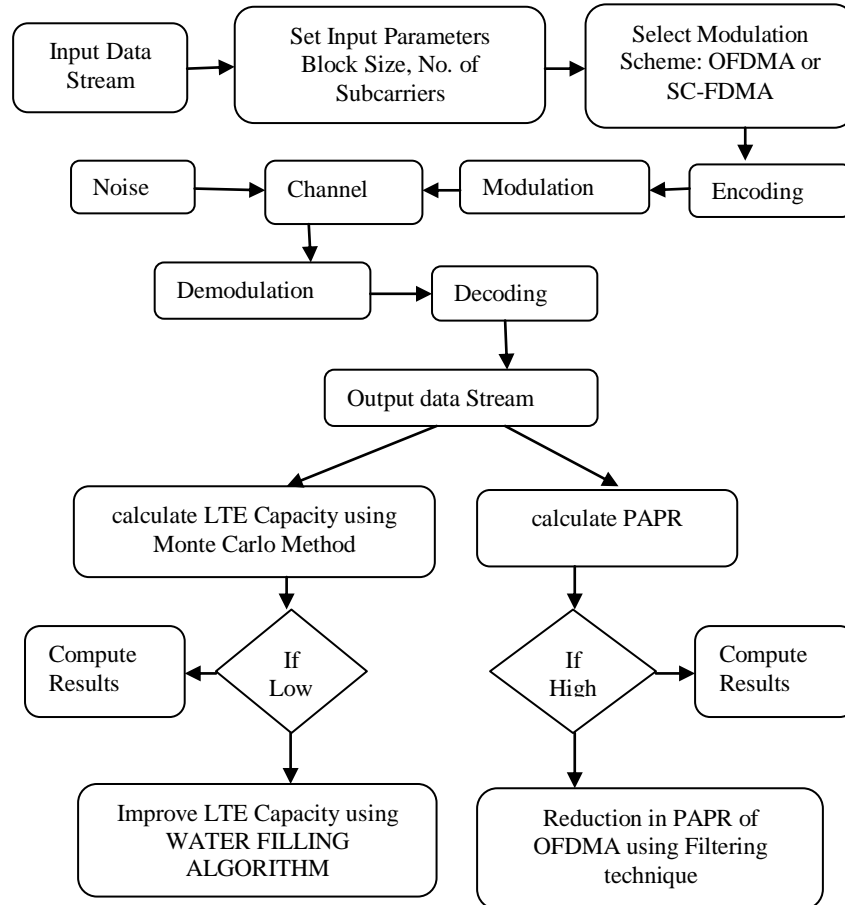 Input Data
Stream
Set Input Parameters
Block Size, No. of
Subcarriers
Select Modulation
Scheme: OFDMA or
SC-FDMA
Noise
Channel
Modulation
Encoding
Demodulation
Decoding
Output data Stream
calculate LTE Capacity using
Monte Carlo Method
calculate PAPR
Compute
Results
If
Low
If
High
Compute
Results
Improve LTE Capacity using
WATER FILLING
ALGORITHM
Reduction in PAPR of
OFDMA using Filtering
technique